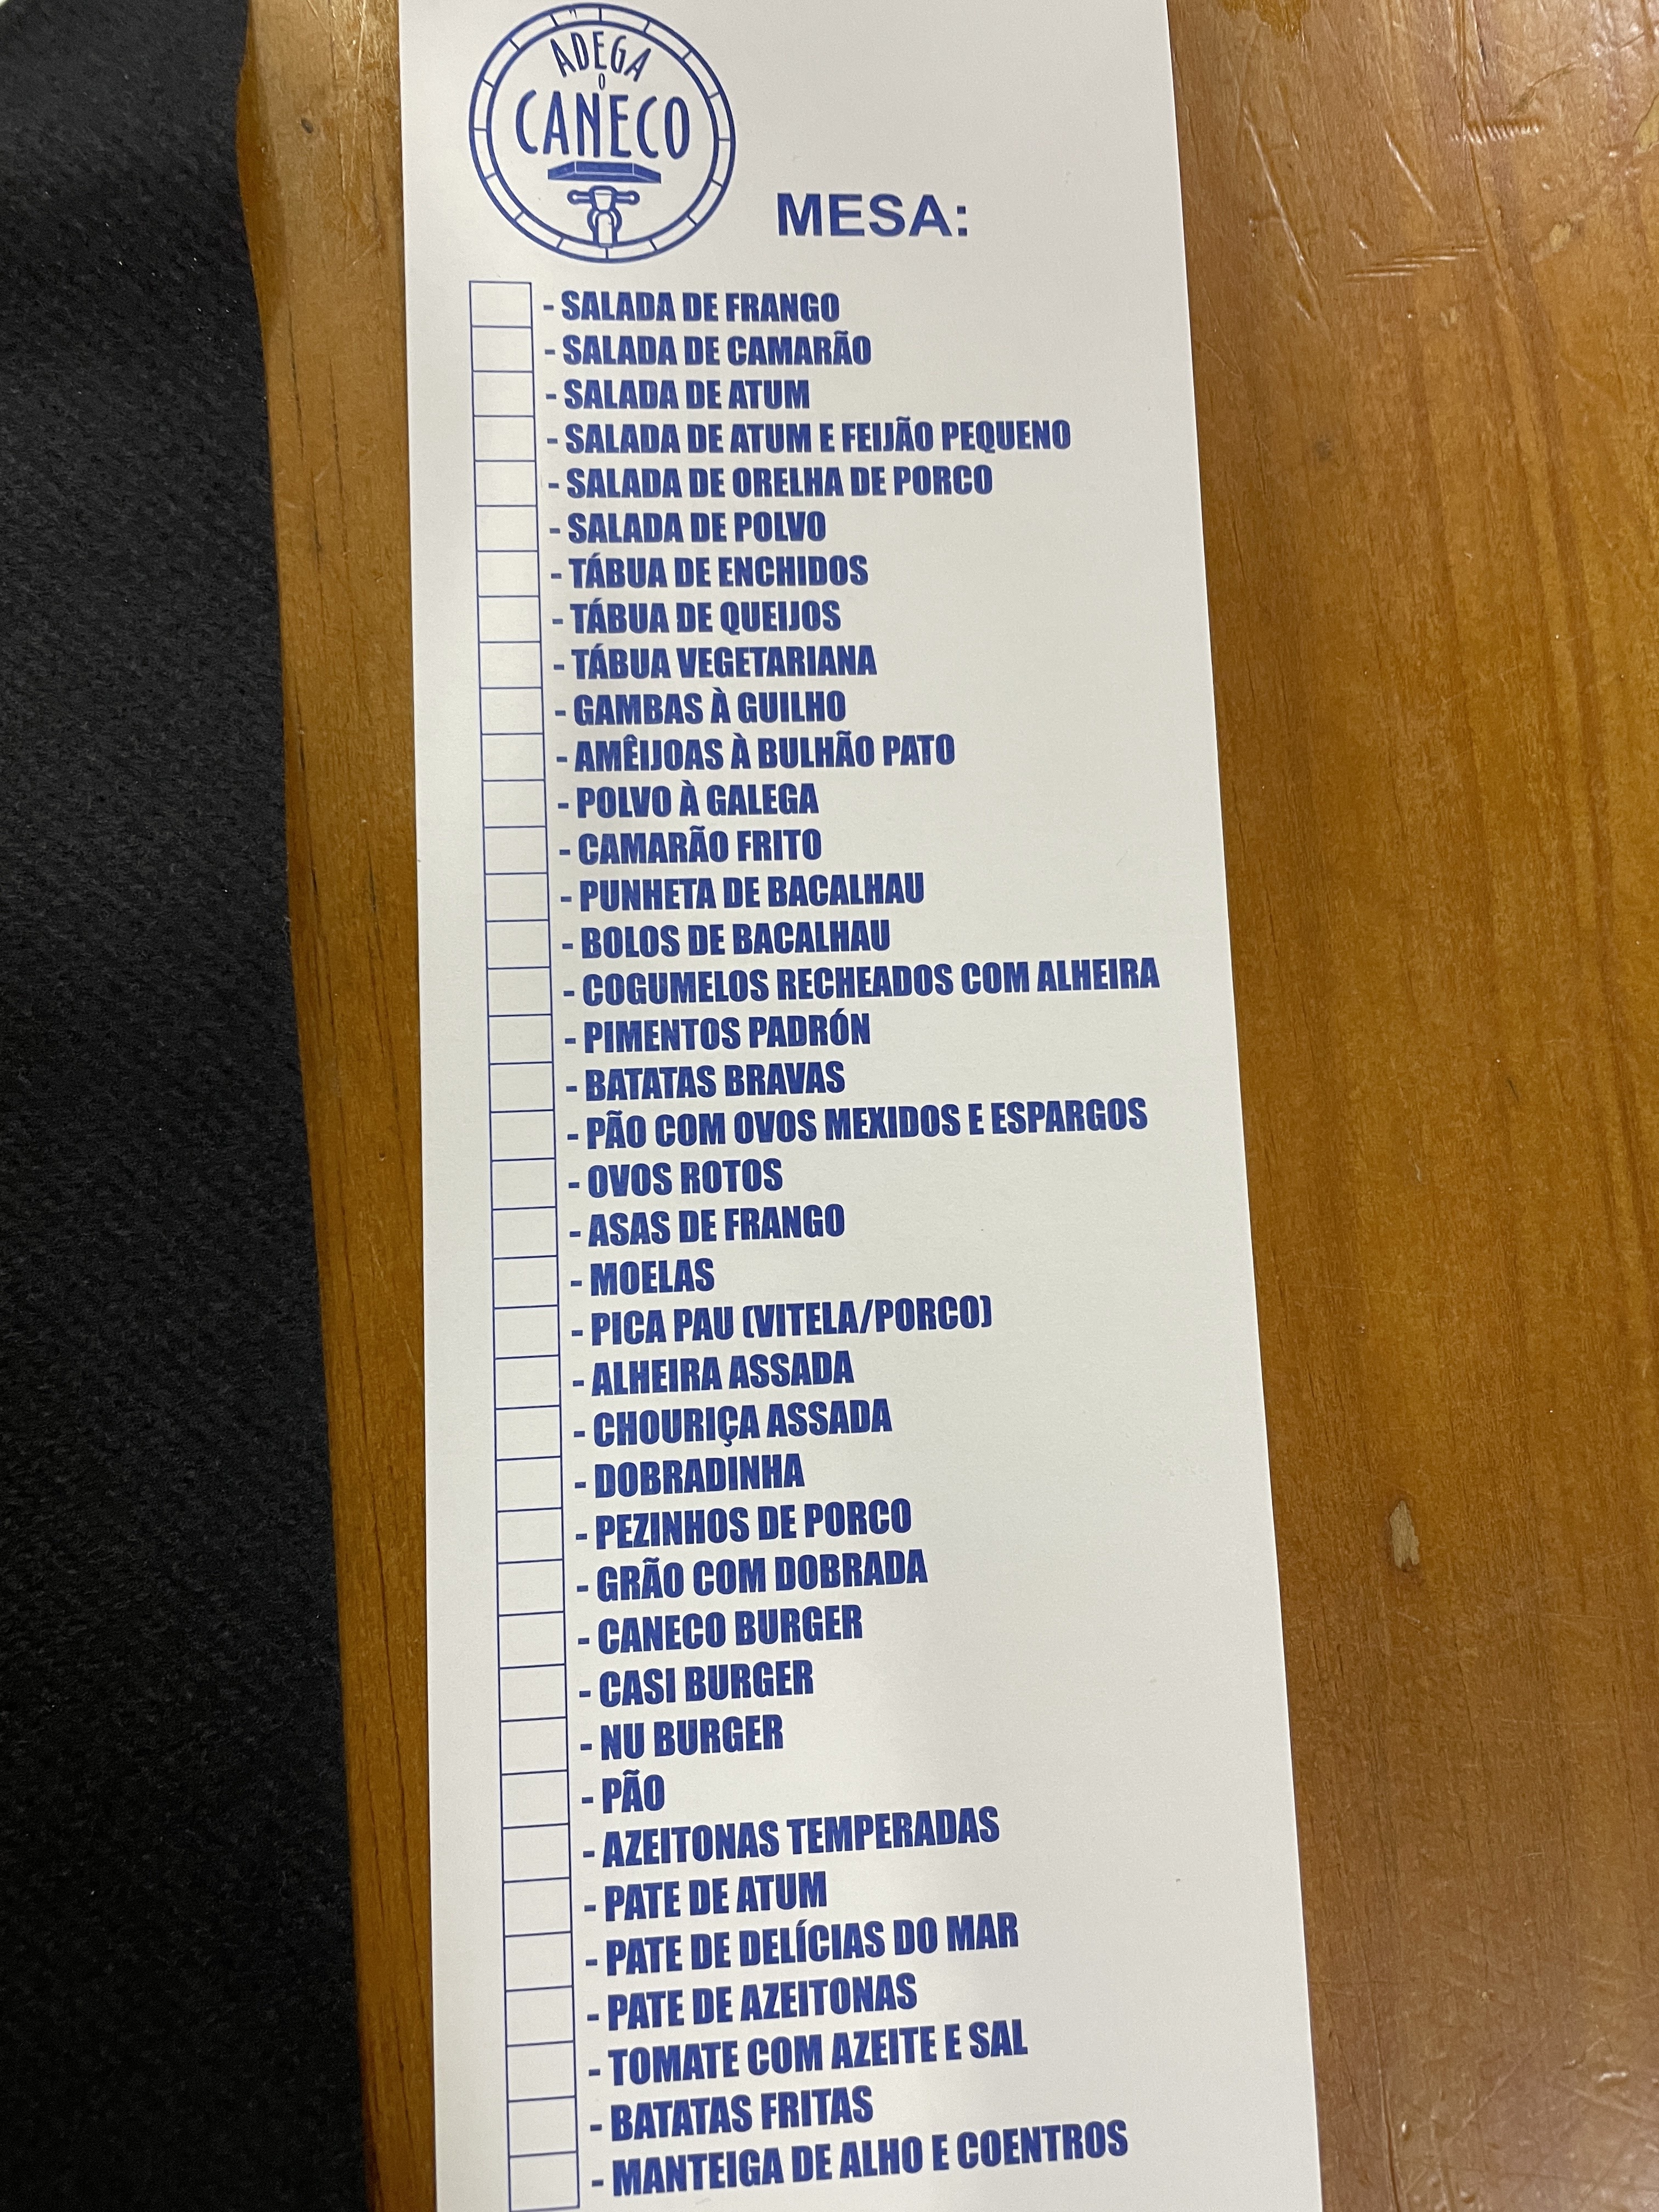 ADEGA
O
CANECO
MESA:
- SALADA DE FRANGO
- SALADA DE CAMARÃO
- SALADA DE ATUM
- SALADA DE ATUM E FEIJÃO PEQUENO
- SALADA DE ORELHA DE PORCO
- SALADA DE POLVO
- TÁBUA DE ENCHIDOS
- TÁBUA DE QUEIJOS
- TÁBUA VEGETARIANA
- GAMBAS À GUILHO
- AMÊIJOAS À BULHÃO PATO
- POLVO À GALEGA
- CAMARÃO FRITO
- PUNHETA DE BACALHAU
- BOLOS DE BACALHAU
- COGUMELOS RECHEADOS COM ALHEIRA
- PIMENTOS PADRÓN
- BATATAS BRAVAS
- PÃO COM OVOS MEXIDOS E ESPARGOS
- OVOS ROTOS
- ASAS DE FRANGO
- MOELAS
- PICA PAU (VITELA/PORCO)
- ALHEIRA ASSADA
- CHOURIÇA ASSADA
- DOBRADINHA
- PEZINHOS DE PORCO
- GRÃO COM DOBRADA
- CANECO BURGER
- CASI BURGER
- NU BURGER
- PÃO
- AZEITONAS TEMPERADAS
- PATE DE ATUM
- PATE DE DELÍCIAS DO MAR
- PATE DE AZEITONAS
- TOMATE COM AZEITE E SAL
- BATATAS FRITAS
- MANTEIGA DE ALHO E COENTROS